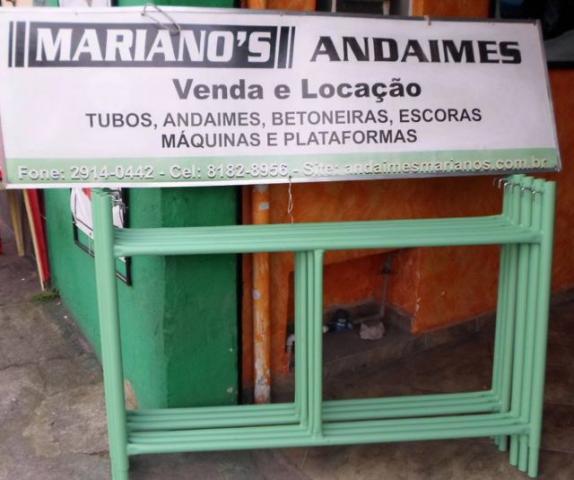 MARIANO'S ANDAIMES
Venda e Locação
TUBOS, ANDAIMES, BETONEIRAS, ESCORAS
MÁQUINAS E PLATAFORMAS
Fone: 2914-0442 - Cel: 8182-8956 - Site: andaimesmarianos.com.br